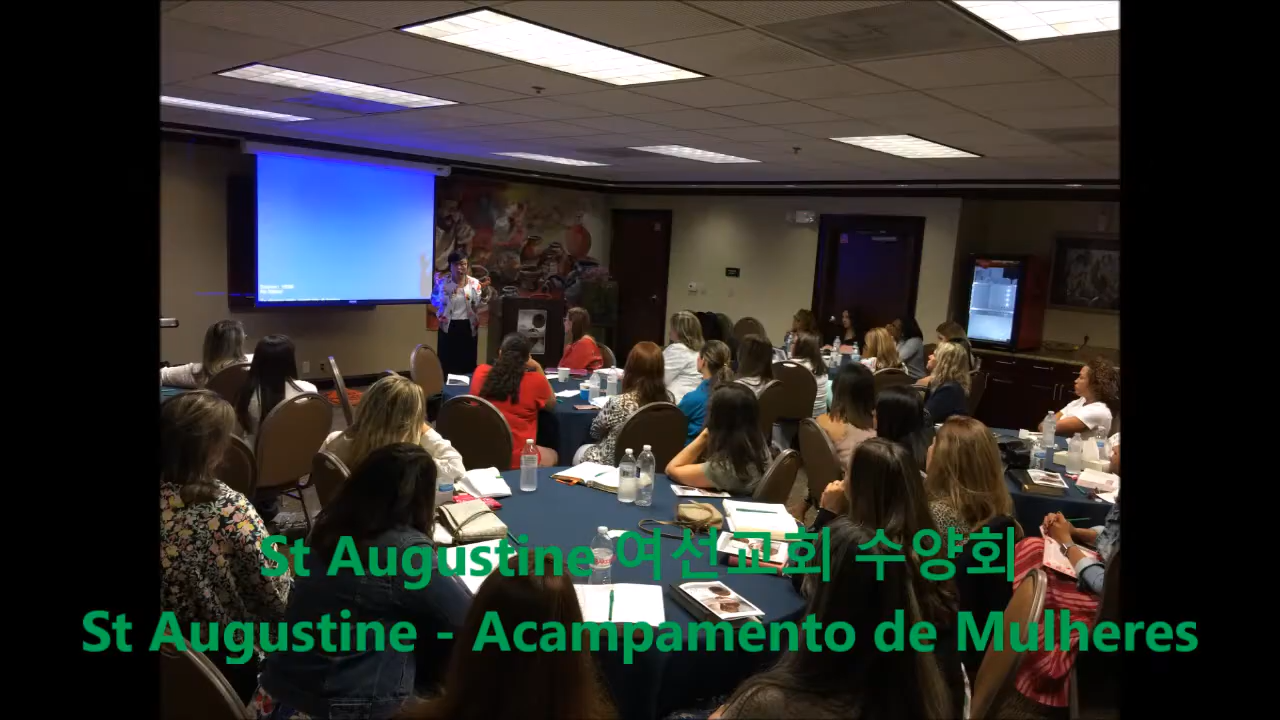 St Augustine 여선교회 수양회
St Augustine - Acampamento de Mulheres